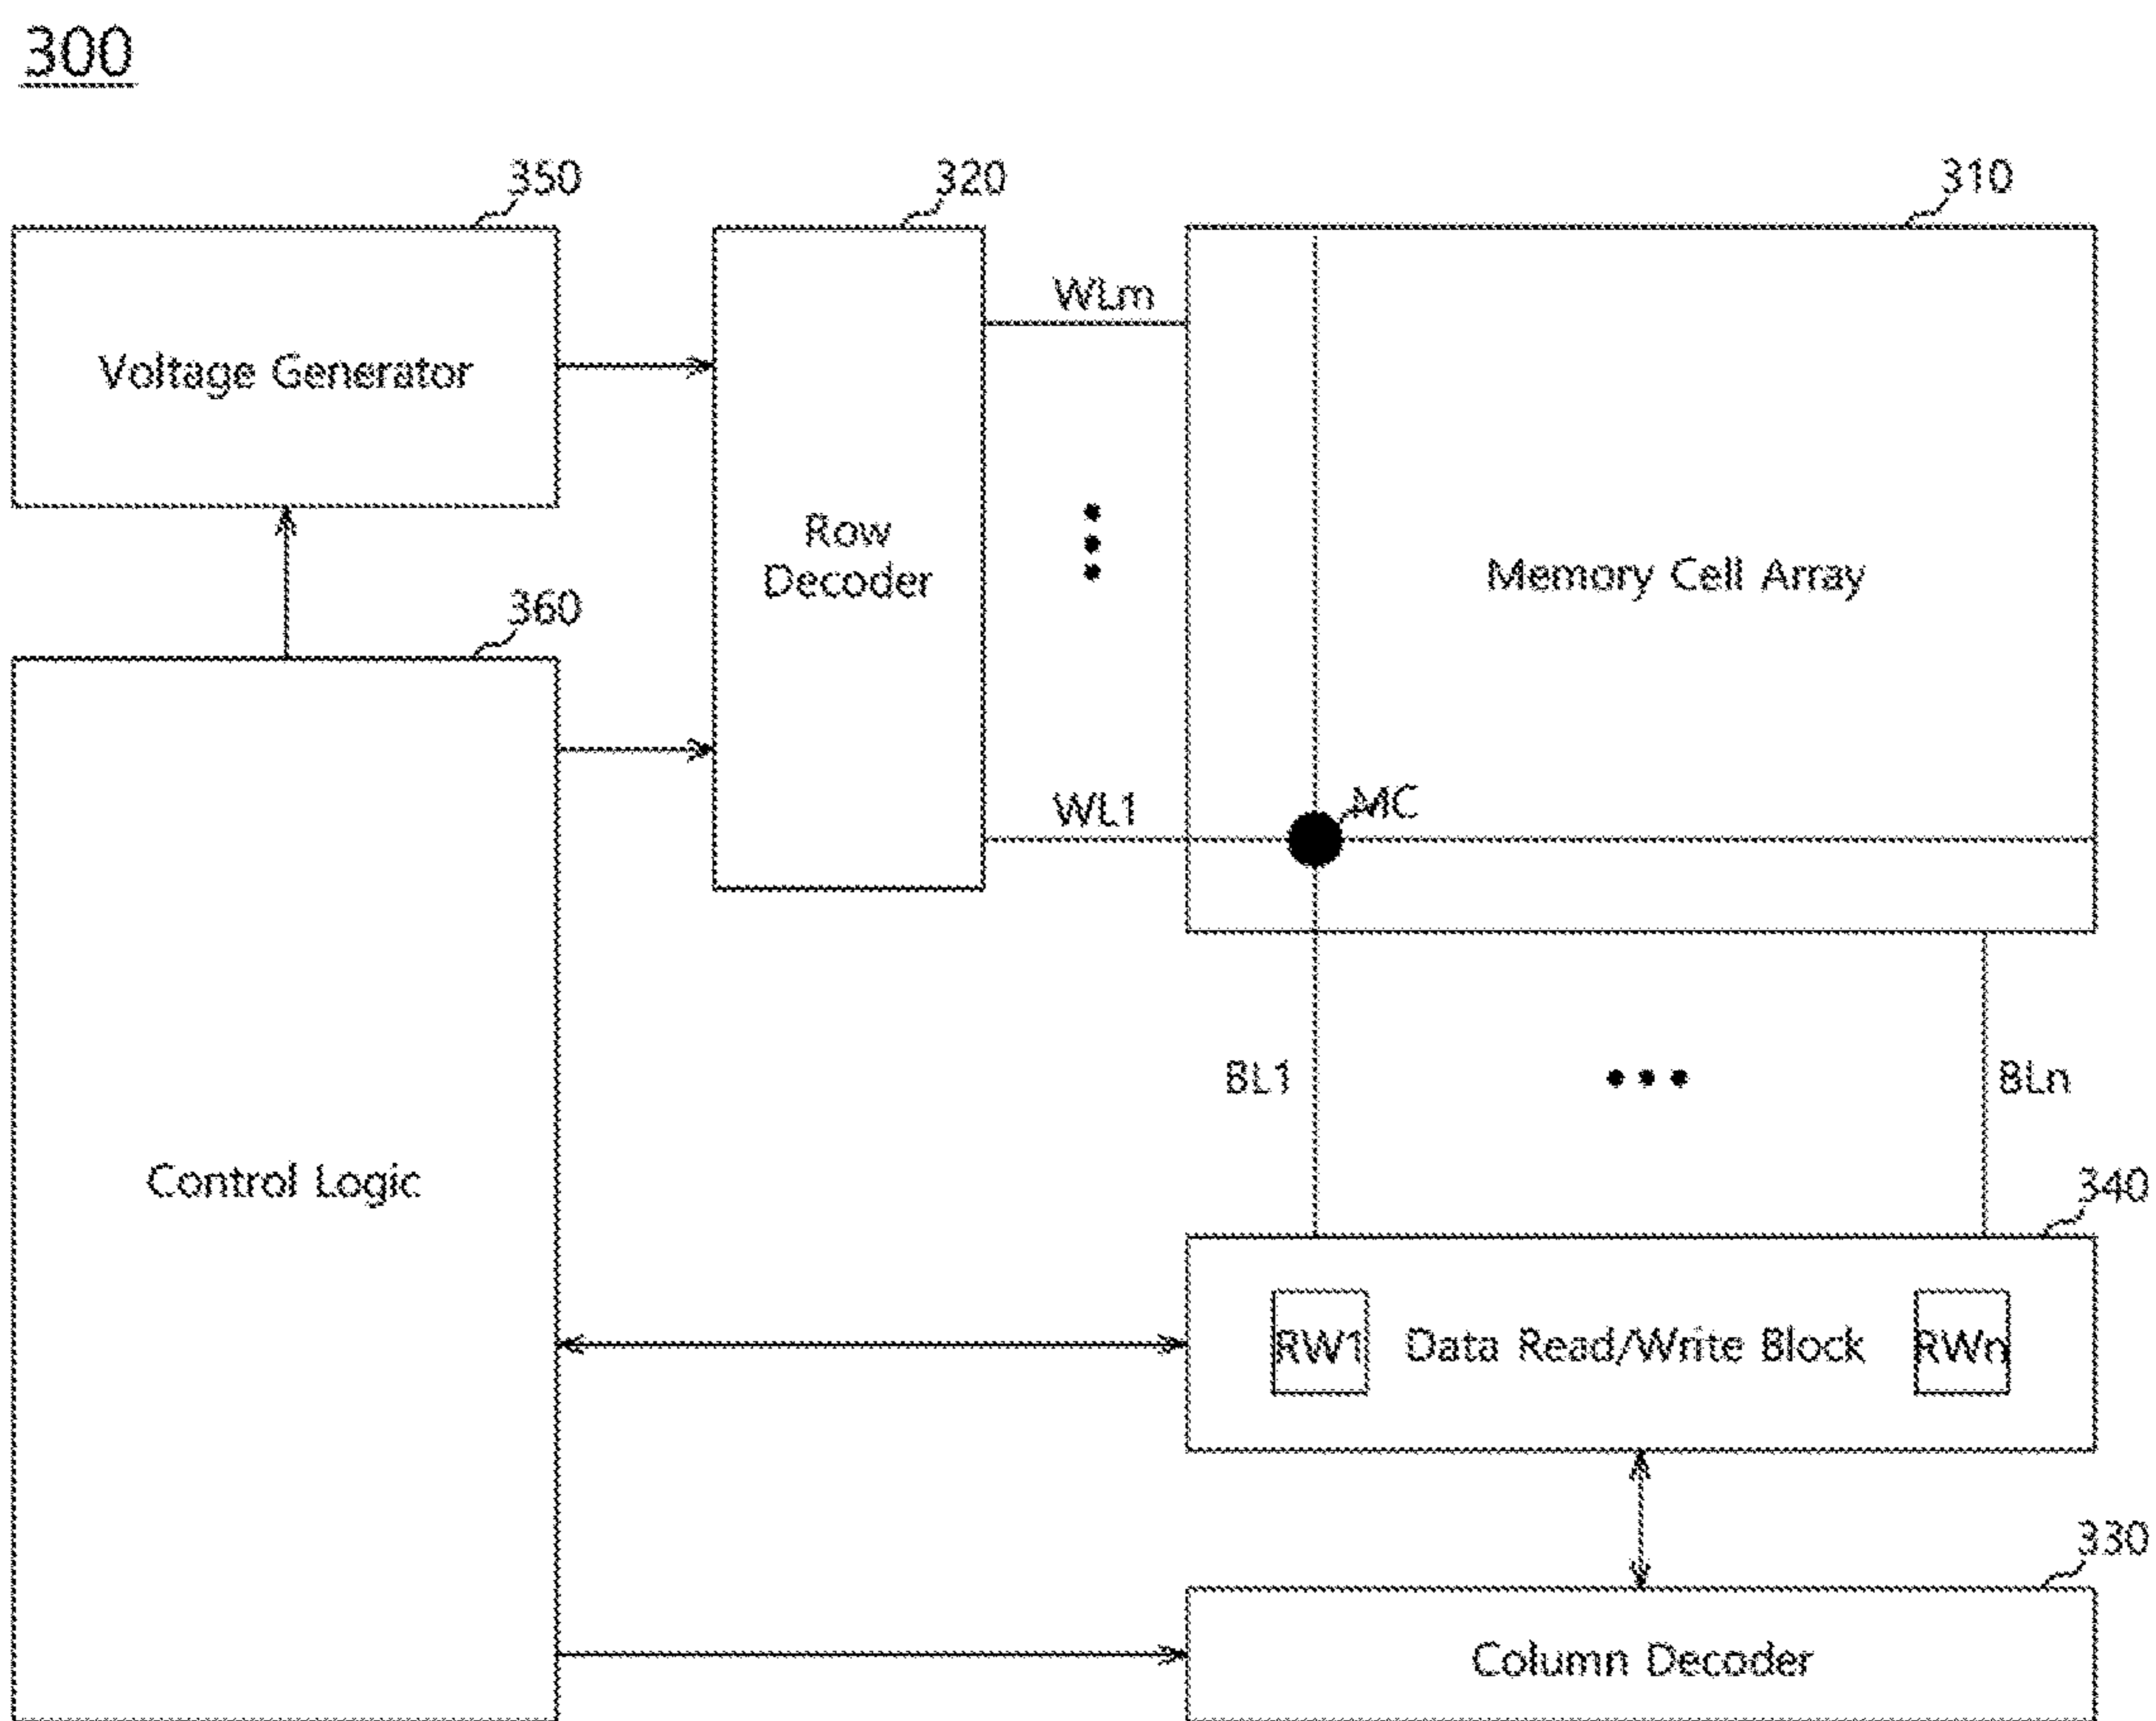 300
350
320
310
WLm
Voltage Generator
Row
Decoder
Memory Cell Array
360
WL1
MC
BL1
BLn
Control Logic
340
RW1
Data Read/Write Block
RWn
330
Column Decoder